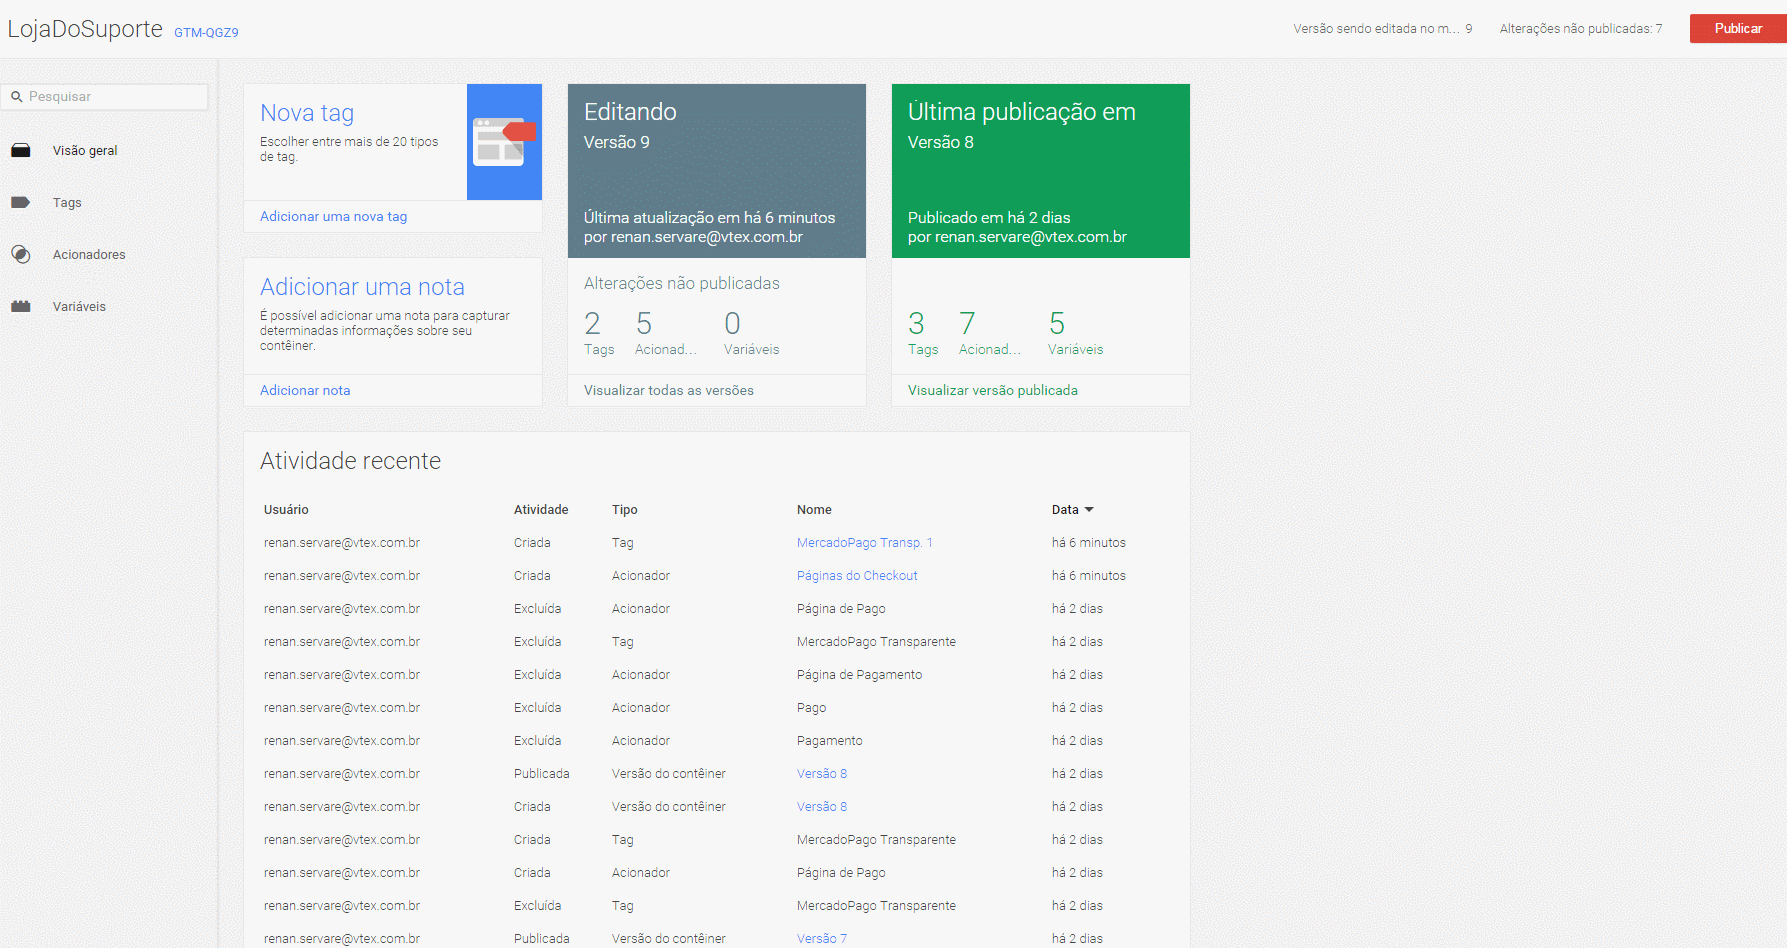 LojaDoSuporte GTM-QGZ9
Versão sendo editada no m... 9
Alterações não publicadas: 7
Publicar
Pesquisar
Visão geral
Tags
Acionadores
Variáveis
Nova tag
Escolher entre mais de 20 tipos
de tag.
Adicionar uma nova tag
Adicionar uma nota
É possível adicionar uma nota para capturar
determinadas informações sobre seu
contêiner.
Adicionar nota
Editando
Versão 9
Última atualização em há 6 minutos
por renan.servare@vtex.com.br
Alterações não publicadas
2 5 0
Tags Acionad... Variáveis
Visualizar todas as versões
Última publicação em
Versão 8
Publicado em há 2 dias
por renan.servare@vtex.com.br
3 7 5
Tags Acionad... Variáveis
Visualizar versão publicada
Atividade recente
Usuário Atividade Tipo Nome Data
renan.servare@vtex.com.br Criada Tag MercadoPago Transp. 1 há 6 minutos
renan.servare@vtex.com.br Criada Acionador Páginas do Checkout há 6 minutos
renan.servare@vtex.com.br Excluída Acionador Página de Pago há 2 dias
renan.servare@vtex.com.br Excluída Tag MercadoPago Transparente há 2 dias
renan.servare@vtex.com.br Excluída Acionador Página de Pagamento há 2 dias
renan.servare@vtex.com.br Excluída Acionador Pago há 2 dias
renan.servare@vtex.com.br Excluída Acionador Pagamento há 2 dias
renan.servare@vtex.com.br Publicada Versão do contêiner Versão 8 há 2 dias
renan.servare@vtex.com.br Criada Versão do contêiner Versão 8 há 2 dias
renan.servare@vtex.com.br Criada Tag MercadoPago Transparente há 2 dias
renan.servare@vtex.com.br Criada Acionador Página de Pago há 2 dias
renan.servare@vtex.com.br Excluída Tag MercadoPago Transparente há 2 dias
renan.servare@vtex.com.br Publicada Versão do contêiner Versão 7 há 2 dias